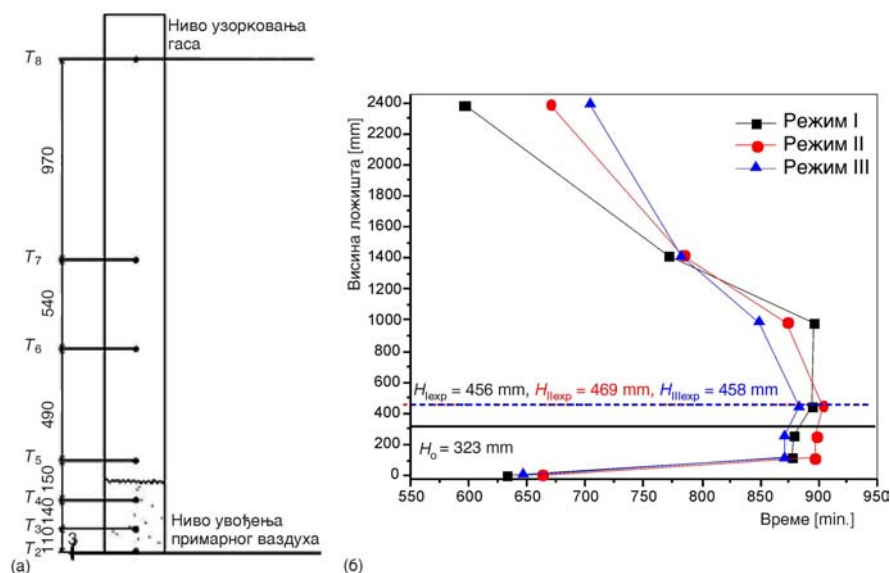 Ниво узорковања
гаса
T8
970
T7
540
T6
490
T5
150
T4
140
T3
110
3
T2
Ниво увођења
примарног ваздуха
(а)
Висина ложишта [mm]
2400
2200
2000
1800
1600
1400
1200
1000
800
600
400
200
0
Режим I
Режим II
Режим III
HIexp = 456 mm, HIIexp = 469 mm, HIIIexp = 458 mm
Ho = 323 mm
550 600 650 700 750 800 850 900 950
Време [min.]
(б)